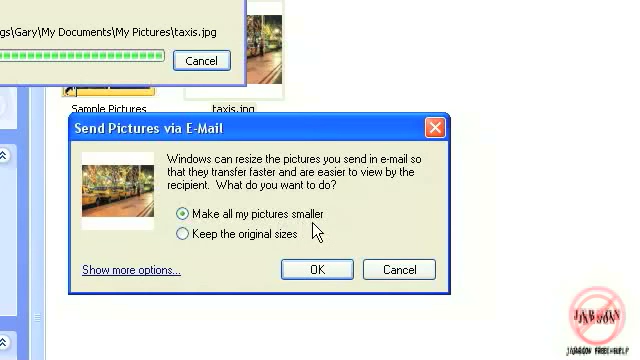 gs\Gary\My Documents\My Pictures\taxis.jpg
Cancel
Sample Pictures
taxis.jpg
Send Pictures via E-Mail
Windows can resize the pictures you send in e-mail so
that they transfer faster and are easier to view by the
recipient. What do you want to do?
Make all my pictures smaller
Keep the original sizes
Show more options...
OK
Cancel